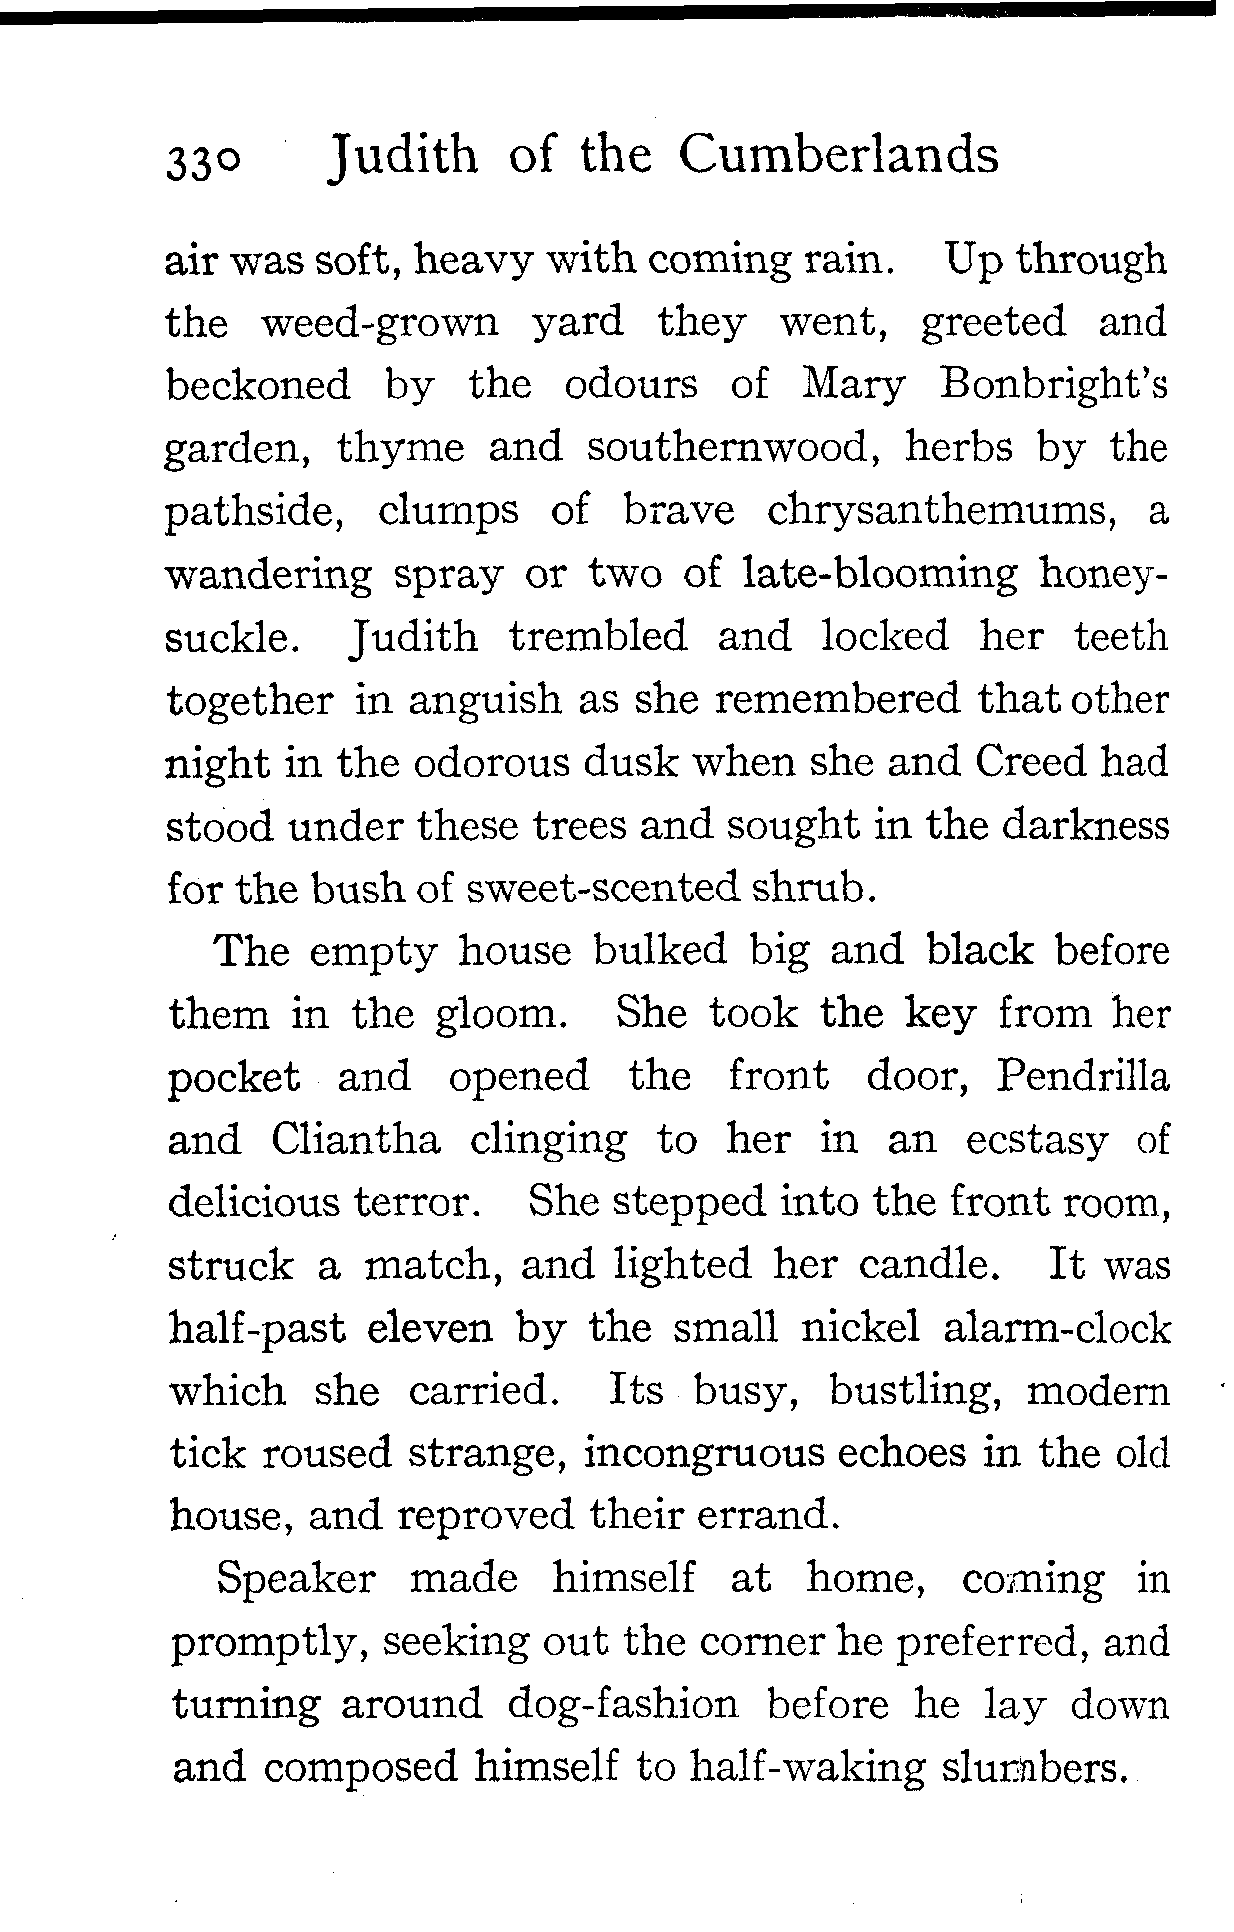 330 Judith of the Cumberlands
air was soft, heavy with coming rain. Up through
the weed-grown yard they went, greeted and
beckoned by the odours of Mary Bonbright's
garden, thyme and southernwood, herbs by the
pathside, clumps of brave chrysanthemums, a
wandering spray or two of late-blooming honey-
suckle. Judith trembled and locked her teeth
together in anguish as she remembered that other
night in the odorous dusk when she and Creed had
stood under these trees and sought in the darkness
for the bush of sweet-scented shrub.
The empty house bulked big and black before
them in the gloom. She took the key from her
pocket and opened the front door, Pendrilla
and Cliantha clinging to her in an ecstasy of
delicious terror. She stepped into the front room,
struck a match, and lighted her candle. It was
half-past eleven by the small nickel alarm-clock
which she carried. Its busy, bustling, modern
tick roused strange, incongruous echoes in the old
house, and reproved their errand.
Speaker made himself at home, coming in
promptly, seeking out the corner he preferred, and
turning around dog-fashion before he lay down
and composed himself to half-waking slumbers.